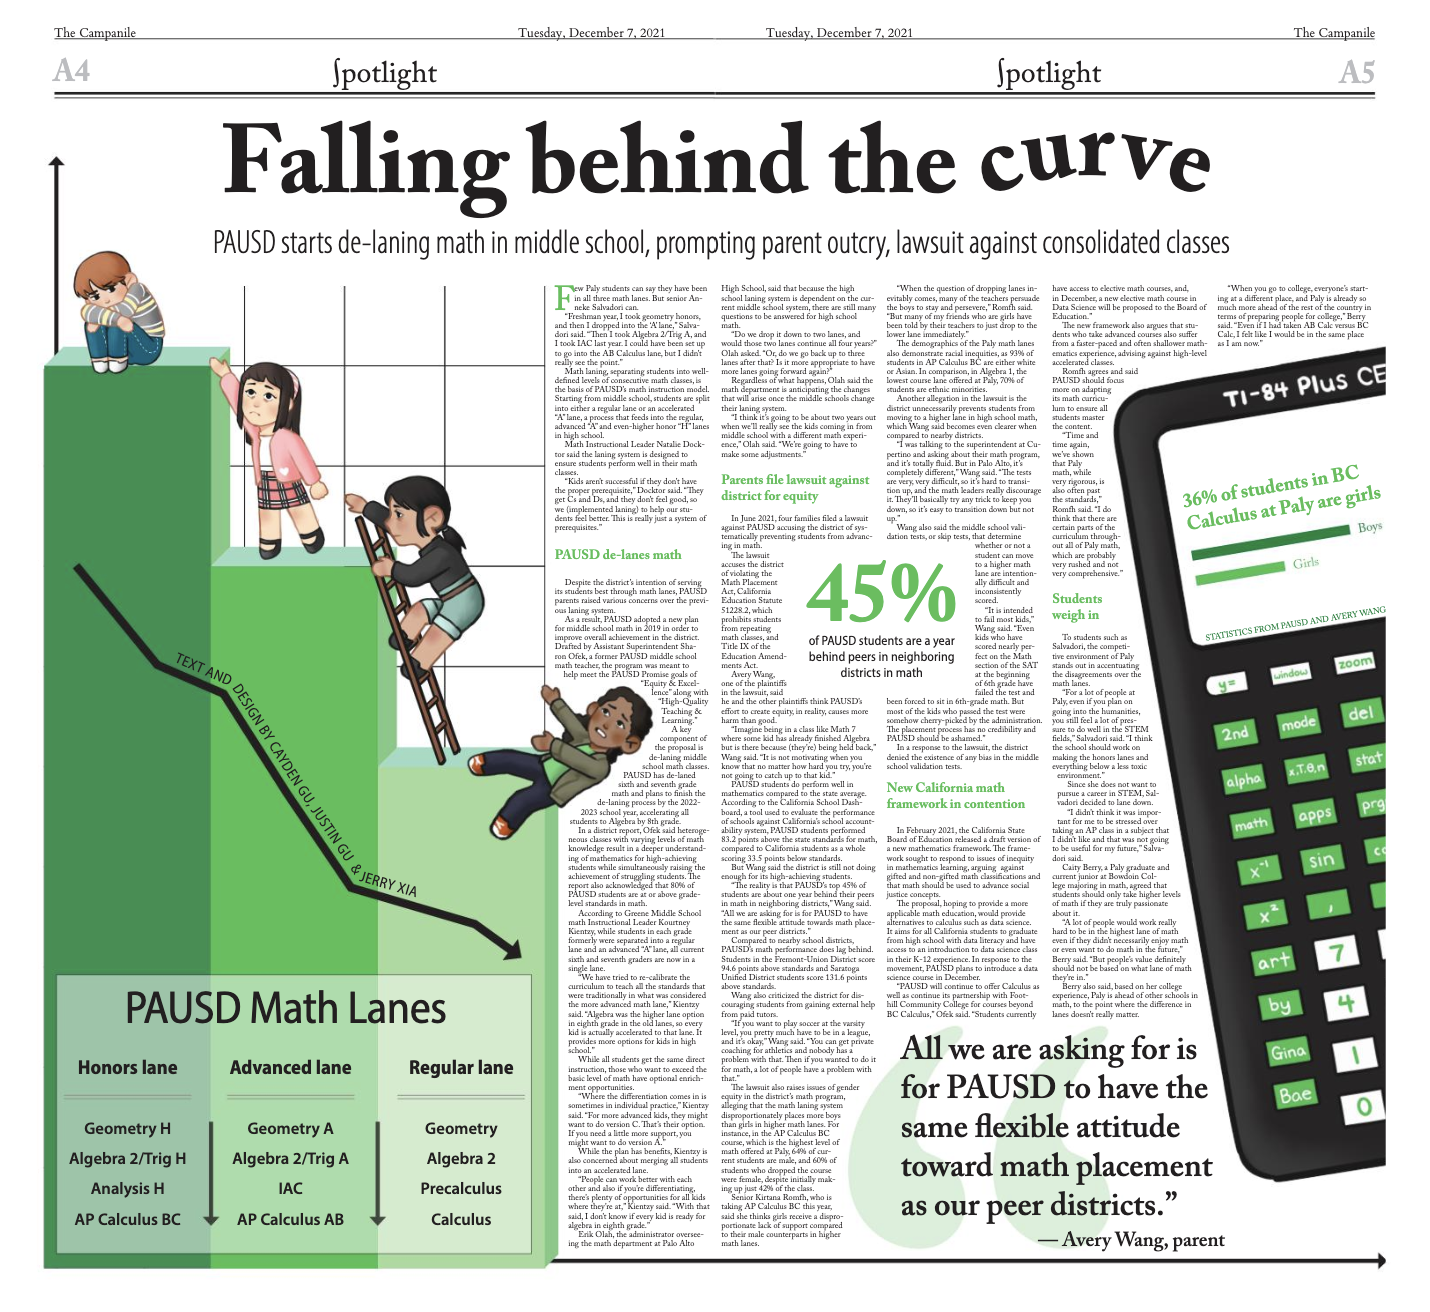 The Campanile
Tuesday, December 7, 2021
Tuesday, December 7, 2021
The Campanile
A4
ſpotlight
ſpotlight
A5
Falling behind the curve
PAUSD starts de-laning math in middle school, prompting parent outcry, lawsuit against consolidated classes
TEXT AND DESIGN BY CAYDEN GU, JUSTIN GU & JERRY XIA
PAUSD Math Lanes
Honors lane
Geometry H
Algebra 2/Trig H
Analysis H
AP Calculus BC
Advanced lane
Geometry A
Algebra 2/Trig A
IAC
AP Calculus AB
Regular lane
Geometry
Algebra 2
Precalculus
Calculus
Few Paly students can say they have been
in all three math lanes. But senior An-
neke Salvadori can.
"Freshman year, I took geometry honors,
and then I dropped into the 'A' lane," Salva-
dori said. "Then I took Algebra 2/Trig A, and
I took IAC last year. I could have been set up
to go into the AB Calculus lane, but I didn't
really see the point."
Math laning, separating students into well-
defined levels of consecutive math classes, is
the basis of PAUSD's math instruction model.
Starting from middle school, students are split
into either a regular lane or an accelerated
"A" lane, a process that feeds into the regular,
advanced "A" and even-higher honor "H" lanes
in high school.
Math Instructional Leader Natalie Dock-
tor said the laning system is designed to
ensure students perform well in their math
classes.
"Kids aren't successful if they don't have
the proper prerequisite," Docktor said. "They
get Cs and Ds, and they don't feel good, so
we (implemented laning) to help our stu-
dents feel better. This is really just a system of
prerequisites."
PAUSD de-lanes math
Despite the district's intention of serving
its students best through math lanes, PAUSD
parents raised various concerns over the previ-
ous laning system.
As a result, PAUSD adopted a new plan
for middle school math in 2019 in order to
improve overall achievement in the district.
Drafted by Assistant Superintendent Sha-
ron Ofek, a former PAUSD middle school
math teacher, the program was meant to
help meet the PAUSD Promise goals of
"Equity & Excel-
lence" along with
"High-Quality
Teaching &
Learning."
A key
component of
the proposal is
de-laning middle
school math classes.
PAUSD has de-laned
sixth and seventh grade
math and plans to finish the
de-laning process by the 2022-
2023 school year, accelerating all
students to Algebra by 8th grade.
In a district report, Ofek said heteroge-
neous classes with varying levels of math
knowledge result in a deeper understand-
ing of mathematics for high-achieving
students while simultaneously raising the
achievement of struggling students. The
report also acknowledged that 80% of
PAUSD students are at or above grade-
level standards in math.
According to Greene Middle School
math Instructional Leader Kourtney
Kientzy, while students in each grade
formerly were separated into a regular
lane and an advanced "A" lane, all current
sixth and seventh graders are now in a
single lane.
"We have tried to re-calibrate the
curriculum to teach all the standards that
were traditionally in what was considered
the more advanced math lane," Kientzy
said. "Algebra was the higher lane option
in eighth grade in the old lanes, so every
kid is actually accelerated to that lane. It
provides more options for kids in high
school."
While all students get the same direct
instruction, those who want to exceed the
basic level of math have optional enrich-
ment opportunities.
"Where the differentiation comes in is
sometimes in individual practice," Kientzy
said. "For more advanced kids, they might
want to do version C. That's their option.
If you need a little more support, you
might want to do version A."
While the plan has benefits, Kientzy is
also concerned about merging all students
into an accelerated lane.
"People can work better with each
other and also if you're differentiating,
there's plenty of opportunities for all kids
where they're at," Kientzy said. "With that
said, I don't know if every kid is ready for
algebra in eighth grade."
Erik Olah, the administrator oversee-
ing the math department at Palo Alto
High School, said that because the high
school laning system is dependent on the cur-
rent middle school system, there are still many
questions to be answered for high school
math.
"Do we drop it down to two lanes, and
would those two lanes continue all four years?"
Olah asked. "Or, do we go back up to three
lanes after that? Is it more appropriate to have
more lanes going forward again?"
Regardless of what happens, Olah said the
math department is anticipating the changes
that will arise once the middle schools change
their laning system.
"I think it's going to be about two years out
when we'll really see the kids coming in from
middle school with a different math experi-
ence," Olah said. "We're going to have to
make some adjustments."
Parents file lawsuit against
district for equity
In June 2021, four families filed a lawsuit
against PAUSD accusing the district of sys-
tematically preventing students from advanc-
ing in math.
The lawsuit
accuses the district
of violating the
Math Placement
Act, California
Education Statute
51228.2, which
prohibits students
from repeating
math classes, and
Title IX of the
Education Amend-
ments Act.
Avery Wang,
one of the plaintiffs
in the lawsuit, said
he and the other plaintiffs think PAUSD's
effort to create equity, in reality, causes more
harm than good.
"Imagine being in a class like Math 7
where some kid has already finished Algebra
but is there because (they're) being held back,"
Wang said. "It is not motivating when you
know that no matter how hard you try, you're
not going to catch up to that kid."
PAUSD students do perform well in
mathematics compared to the state average.
According to the California School Dash-
board, a tool used to evaluate the performance
of schools against California's school account-
ability system, PAUSD students performed
83.2 points above the state standards for math,
compared to California students as a whole
scoring 33.5 points below standards.
But Wang said the district is still not doing
enough for its high-achieving students.
"The reality is that PAUSD's top 45% of
students are about one year behind their peers
in math in neighboring districts," Wang said.
"All we are asking for is for PAUSD to have
the same flexible attitude towards math place-
ment as our peer districts."
Compared to nearby school districts,
PAUSD's math performance does lag behind.
Students in the Fremont-Union District score
94.6 points above standards and Saratoga
Unified District students score 131.6 points
above standards.
Wang also criticized the district for dis-
couraging students from gaining external help
from paid tutors.
"If you want to play soccer at the varsity
level, you pretty much have to be in a league,
and it's okay," Wang said. "You can get private
coaching for athletics and nobody has a
problem with that. Then if you wanted to do it
for math, a lot of people have a problem with
that."
The lawsuit also raises issues of gender
equity in the district's math program,
alleging that the math laning system
disproportionately places more boys
than girls in higher math lanes. For
instance, in the AP Calculus BC
course, which is the highest level of
math offered at Paly, 64% of cur-
rent students are male, and 60% of
students who dropped the course
were female, despite initially mak-
ing up just 42% of the class.
Senior Kirtana Romfh, who is
taking AP Calculus BC this year,
said she thinks girls receive a dispro-
portionate lack of support compared
to their male counterparts in higher
math lanes.
"When the question of dropping lanes in-
evitably comes, many of the teachers persuade
the boys to stay and persevere," Romfh said.
"But many of my friends who are girls have
been told by their teachers to just drop to the
lower lane immediately."
The demographics of the Paly math lanes
also demonstrate racial inequities, as 93% of
students in AP Calculus BC are either white
or Asian. In comparison, in Algebra 1, the
lowest course lane offered at Paly, 70% of
students are ethnic minorities.
Another allegation in the lawsuit is the
district unnecessarily prevents students from
moving to a higher lane in high school math,
which Wang said becomes even clearer when
compared to nearby districts.
"I was talking to the superintendent at Cu-
pertino and asking about their math program,
and it's totally fluid. But in Palo Alto, it's
completely different," Wang said. "The tests
are very, very difficult, so it's hard to transi-
tion up, and the math leaders really discourage
it. They'll basically try any trick to keep you
down, so it's easy to transition down but not
up."
Wang also said the middle school vali-
dation tests, or skip tests, that determine
whether or not a
student can move
to a higher math
lane are intention-
ally difficult and
inconsistently
scored.
"It is intended
to fail most kids,"
Wang said. "Even
kids who have
scored nearly per-
fect on the Math
section of the SAT
at the beginning
of 6th grade have
failed the test and
been forced to sit in 6th-grade math. But
most of the kids who passed the test were
somehow cherry-picked by the administration.
The placement process has no credibility and
PAUSD should be ashamed."
In a response to the lawsuit, the district
denied the existence of any bias in the middle
school validation tests.
45%
of PAUSD students are a year
behind peers in neighboring
districts in math
New California math
framework in contention
In February 2021, the California State
Board of Education released a draft version of
a new mathematics framework. The frame-
work sought to respond to issues of inequity
in mathematics learning, arguing against
gifted and non-gifted math classifications and
that math should be used to advance social
justice concepts.
The proposal, hoping to provide a more
applicable math education, would provide
alternatives to calculus such as data science.
It aims for all California students to graduate
from high school with data literacy and have
access to an introduction to data science class
in their K-12 experience. In response to the
movement, PAUSD plans to introduce a data
science course in December.
"PAUSD will continue to offer Calculus as
well as continue its partnership with Foot-
hill Community College for courses beyond
BC Calculus," Ofek said. "Students currently
have access to elective math courses, and,
in December, a new elective math course in
Data Science will be proposed to the Board of
Education."
The new framework also argues that stu-
dents who take advanced courses also suffer
from a faster-paced and often shallower math-
ematics experience, advising against high-level
accelerated classes.
Romfh agrees and said
PAUSD should focus
more on adapting
its math curricu-
lum to ensure all
students master
the content.
"Time and
time again,
we've shown
that Paly
math, while
very rigorous, is
also often past
the standards,"
Romfh said. "I do
think that there are
certain parts of the
curriculum through-
out all of Paly math,
which are probably
very rushed and not
very comprehensive."
Students
weigh in
To students such as
Salvadori, the competi-
tive environment of Paly
stands out in accentuating
the disagreements over the
math lanes.
"For a lot of people at
Paly, even if you plan on
going into the humanities,
you still feel a lot of pres-
sure to do well in the STEM
fields," Salvadori said. "I think
the school should work on
making the honors lanes and
everything below a less toxic
environment."
Since she does not want to
pursue a career in STEM, Sal-
vadori decided to lane down.
"I didn't think it was impor-
tant for me to be stressed over
taking an AP class in a subject that
I didn't like and that was not going
to be useful for my future," Salva-
dori said.
Caity Berry, a Paly graduate and
current junior at Bowdoin Col-
lege majoring in math, agreed that
students should only take higher levels
of math if they are truly passionate
about it.
"A lot of people would work really
hard to be in the highest lane of math
even if they didn't necessarily enjoy math
or even want to do math in the future,"
Berry said. "But people's value definitely
should not be based on what lane of math
they're in."
Berry also said, based on her college
experience, Paly is ahead of other schools in
math, to the point where the difference in
lanes doesn't really matter.
"When you go to college, everyone's start-
ing at a different place, and Paly is already so
much more ahead of the rest of the country in
terms of preparing people for college," Berry
said. "Even if I had taken AB Calc versus BC
Calc, I felt like I would be in the same place
as I am now."
TI-84 Plus CE
36% of students in BC
Calculus at Paly are girls
Boys
Girls
STATISTICS FROM PAUSD AND AVERY WANG
y=
window
zoom
2nd
mode
del
alpha
x,T,θ,n
stat
math
apps
prg
x⁻¹
sin
co
x²
,
art
7
by
4
Gina
1
Bae
0
“
All we are asking for is
for PAUSD to have the
same flexible attitude
toward math placement
as our peer districts.”
— Avery Wang, parent